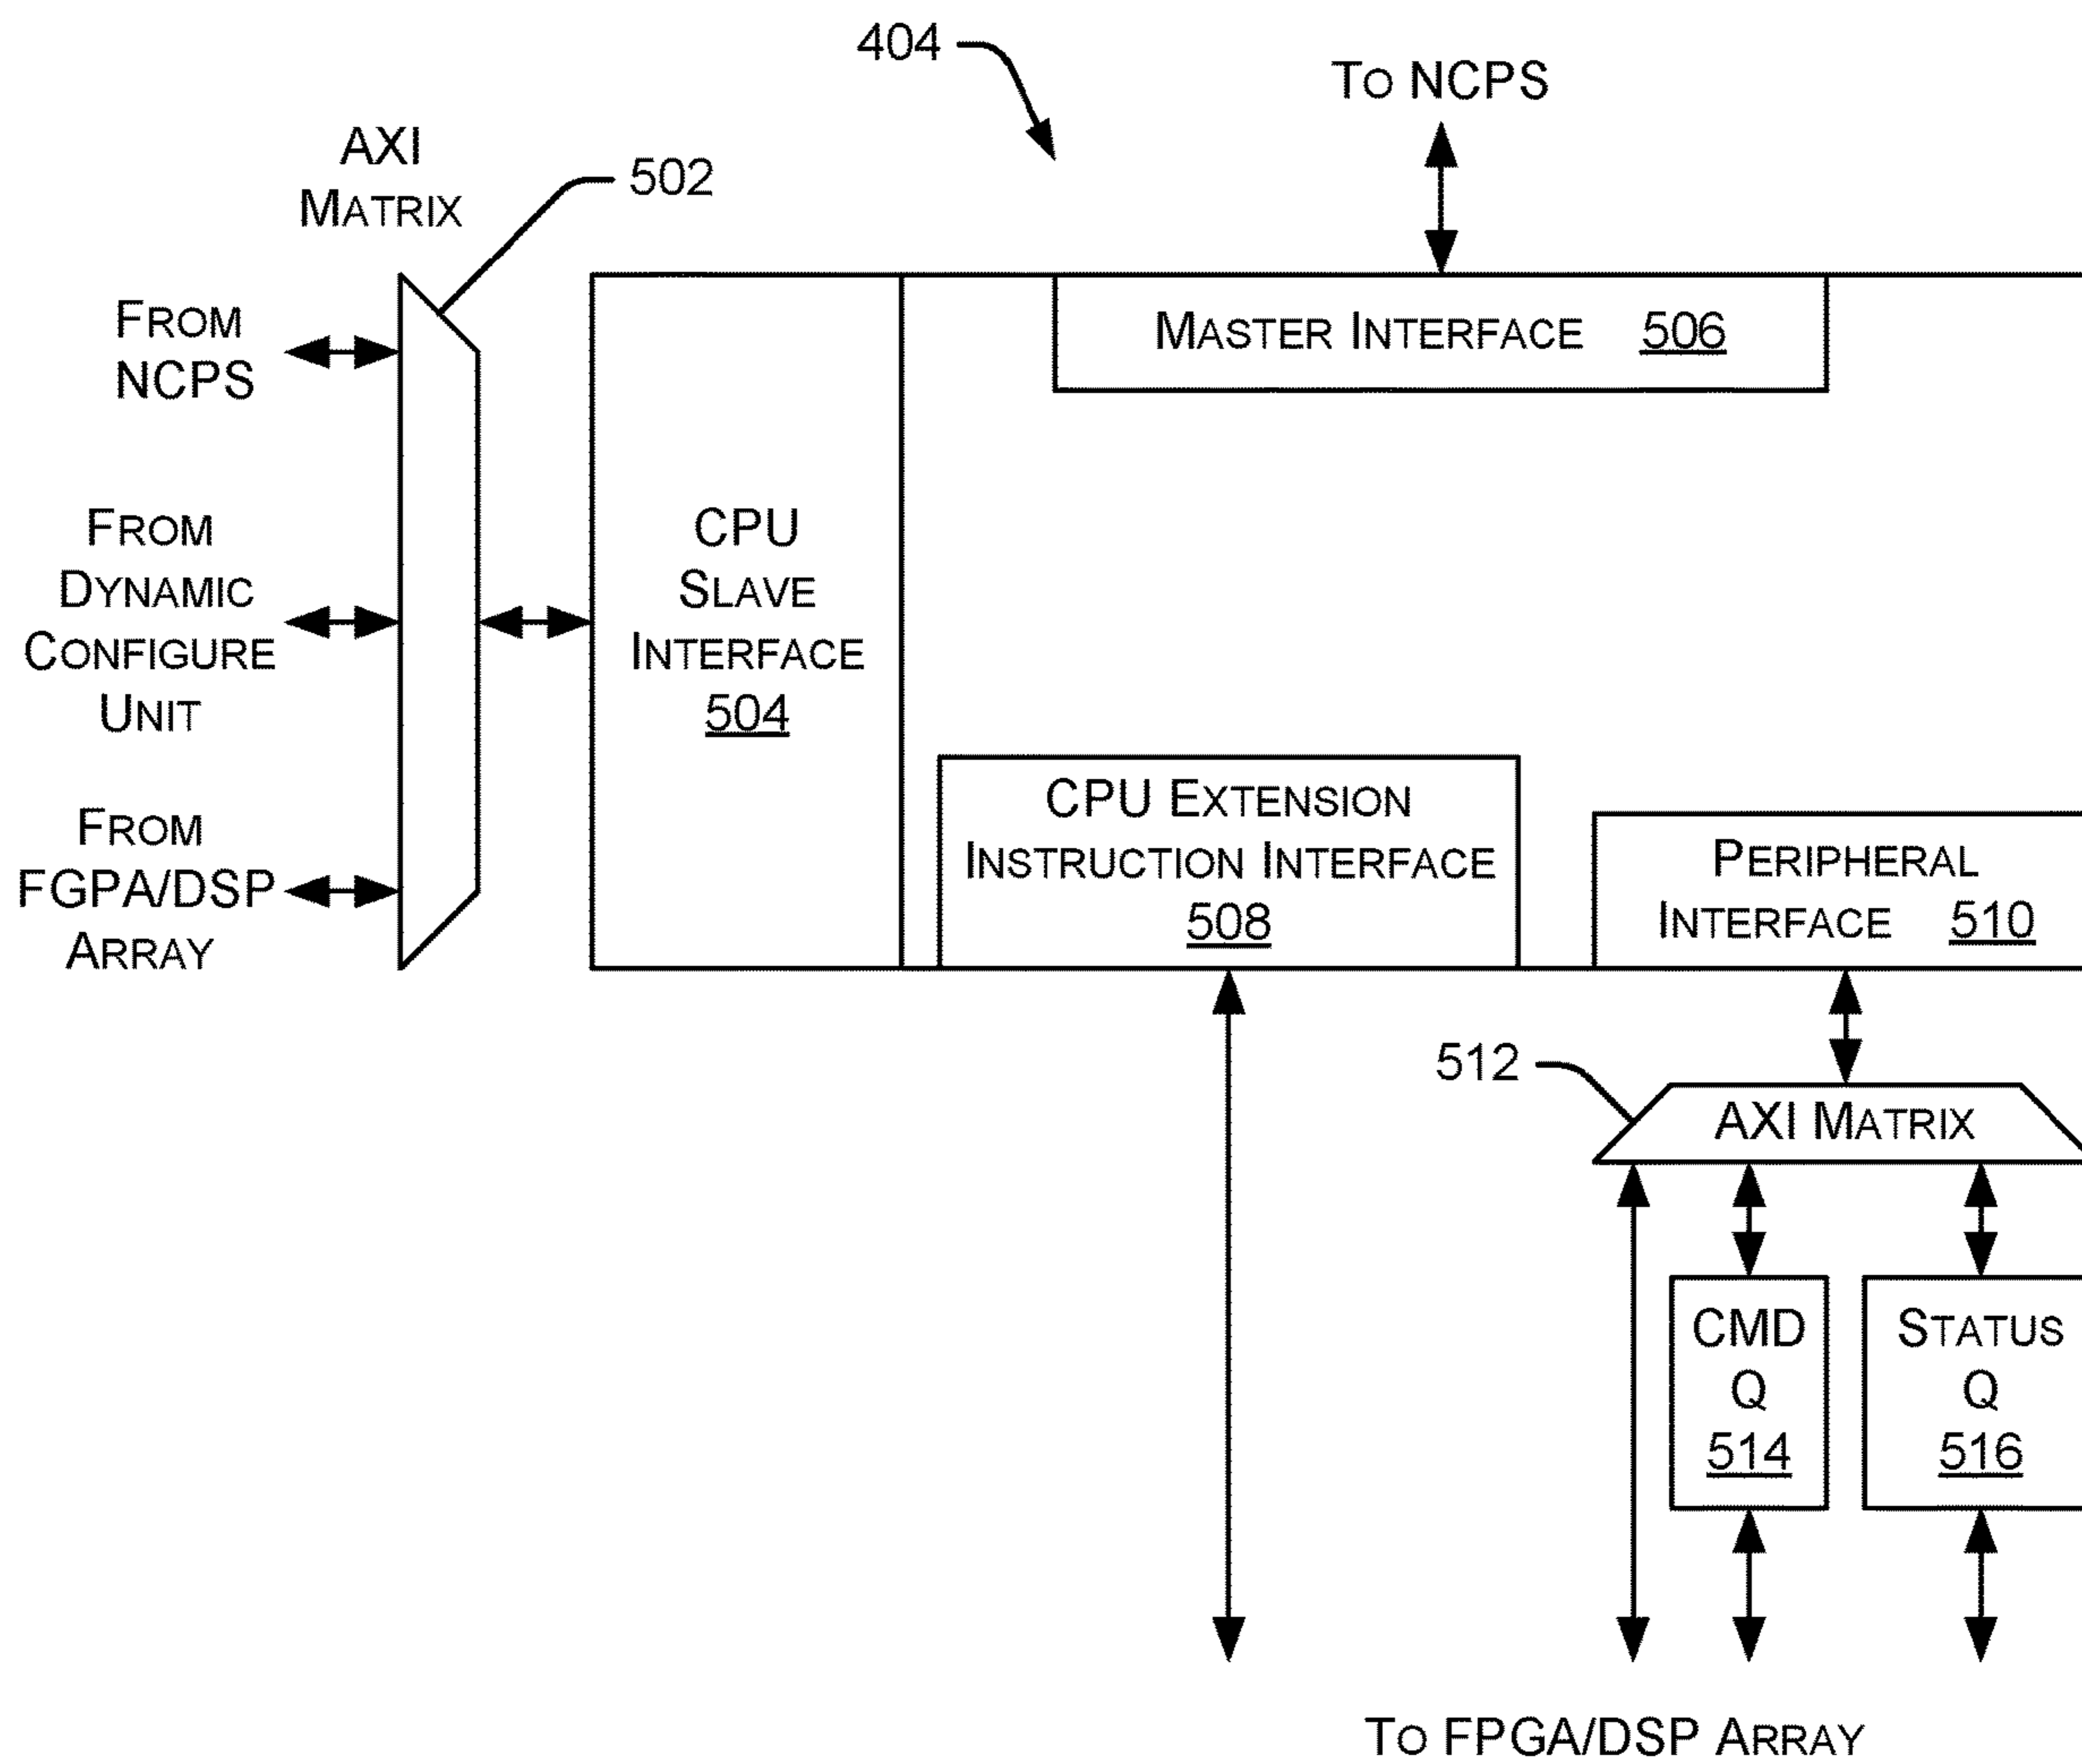 404
TO NCPS
AXI
MATRIX
502
FROM
NCPS
MASTER INTERFACE 506
FROM
DYNAMIC
CONFIGURE
UNIT
CPU
SLAVE
INTERFACE
504
FROM
FGPA/DSP
ARRAY
CPU EXTENSION
INSTRUCTION INTERFACE
508
PERIPHERAL
INTERFACE 510
512
AXI MATRIX
CMD
Q
514
STATUS
Q
516
TO FPGA/DSP ARRAY